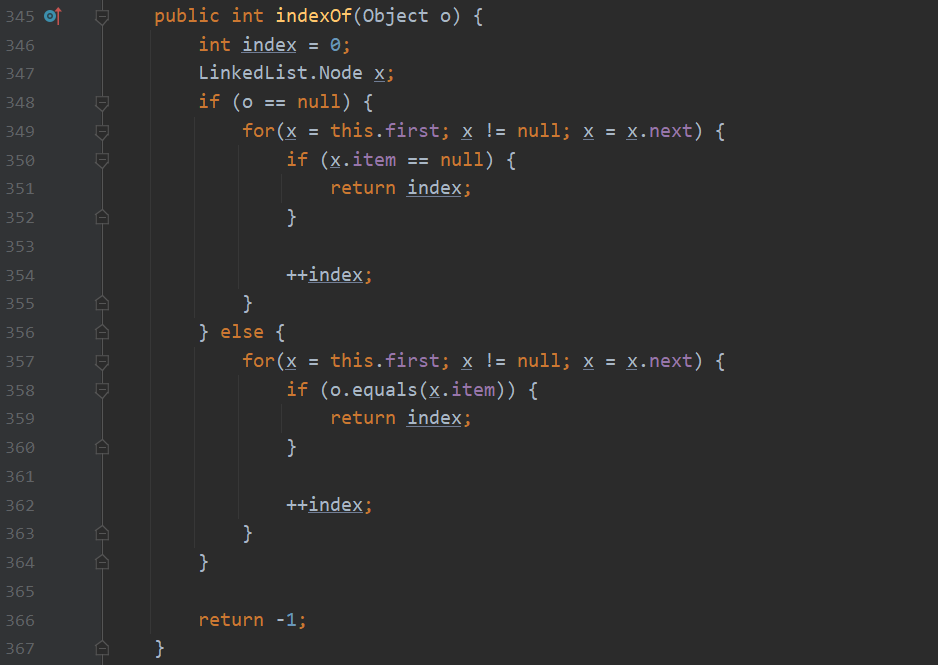 345 public int indexOf(Object o) {
346 int index = 0;
347 LinkedList.Node x;
348 if (o == null) {
349 for(x = this.first; x != null; x = x.next) {
350 if (x.item == null) {
351 return index;
352 }
353
354 ++index;
355 }
356 } else {
357 for(x = this.first; x != null; x = x.next) {
358 if (o.equals(x.item)) {
359 return index;
360 }
361
362 ++index;
363 }
364 }
365
366 return -1;
367 }